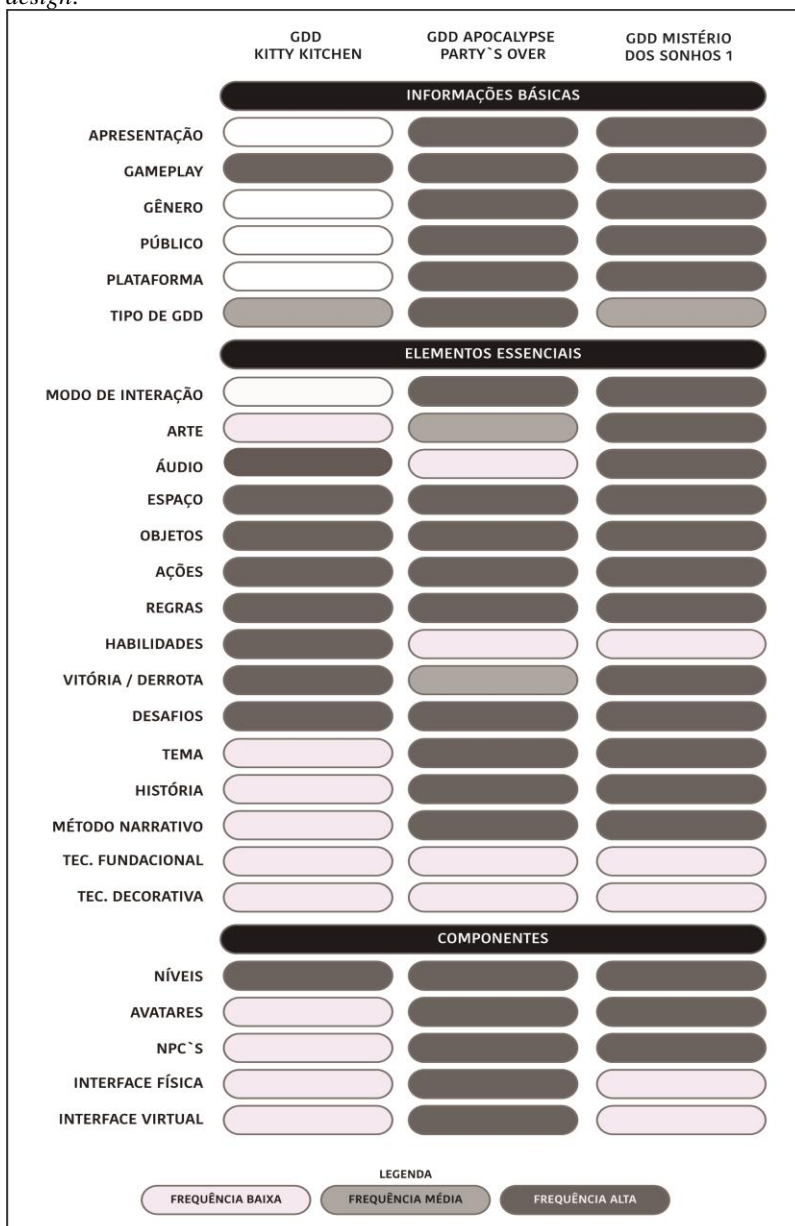 design.
GDD KITTY KITCHEN
GDD APOCALYPSE PARTY`S OVER
GDD MISTÉRIO DOS SONHOS 1
INFORMAÇÕES BÁSICAS
APRESENTAÇÃO
GAMEPLAY
GÊNERO
PÚBLICO
PLATAFORMA
TIPO DE GDD
ELEMENTOS ESSENCIAIS
MODO DE INTERAÇÃO
ARTE
ÁUDIO
ESPAÇO
OBJETOS
AÇÕES
REGRAS
HABILIDADES
VITÓRIA / DERROTA
DESAFIOS
TEMA
HISTÓRIA
MÉTODO NARRATIVO
TEC. FUNDACIONAL
TEC. DECORATIVA
COMPONENTES
NÍVEIS
AVATARES
NPC`S
INTERFACE FÍSICA
INTERFACE VIRTUAL
LEGENDA
FREQUÊNCIA BAIXA
FREQUÊNCIA MÉDIA
FREQUÊNCIA ALTA